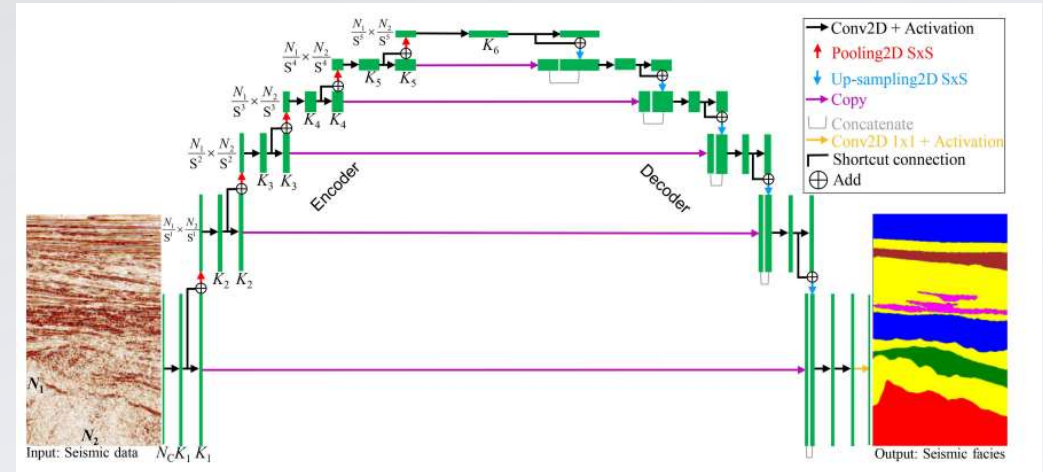 N₁/S⁵ × N₂/S⁵
K₆
N₁/S⁴ × N₂/S⁴
K₅ K₅
N₁/S³ × N₂/S³
K₄ K₄
N₁/S² × N₂/S²
K₃ K₃
Encoder
Decoder
N₁/S¹ × N₂/S¹
K₂ K₂
N₁
N₂
Input: Seismic data
N_C K₁ K₁
Conv2D + Activation
Pooling2D SxS
Up-sampling2D SxS
Copy
Concatenate
Conv2D 1x1 + Activation
Shortcut connection
Add
Output: Seismic facies